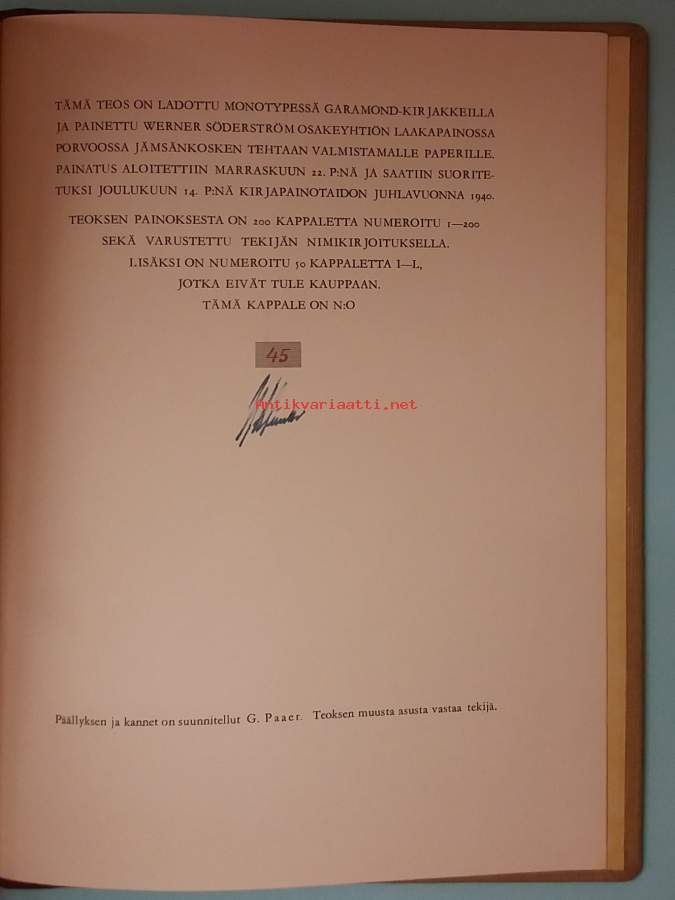 TÄMÄ TEOS ON LADOTTU MONOTYPESSÄ GARAMOND-KIRJAKKEILLA
JA PAINETTU WERNER SÖDERSTRÖM OSAKEYHTIÖN LAAKAPAINOSSA
PORVOOSSA JÄMSÄNKOSKEN TEHTAAN VALMISTAMALLE PAPERILLE.
PAINATUS ALOITETTIIN MARRASKUUN 22. P:NÄ JA SAATIIN SUORITE-
TUKSI JOULUKUUN 14. P:NÄ KIRJAPAINOTAIDON JUHLAVUONNA 1940.
TEOKSEN PAINOKSESTA ON 200 KAPPALETTA NUMEROITU 1—200
SEKÄ VARUSTETTU TEKIJÄN NIMIKIRJOITUKSELLA.
LISÄKSI ON NUMEROITU 50 KAPPALETTA I—L,
JOTKA EIVÄT TULE KAUPPAAN.
TÄMÄ KAPPALE ON N:O
45
Antikvariaatti.net
Päällyksen ja kannet on suunnitellut G. Paaer. Teoksen muusta asusta vastaa tekijä.